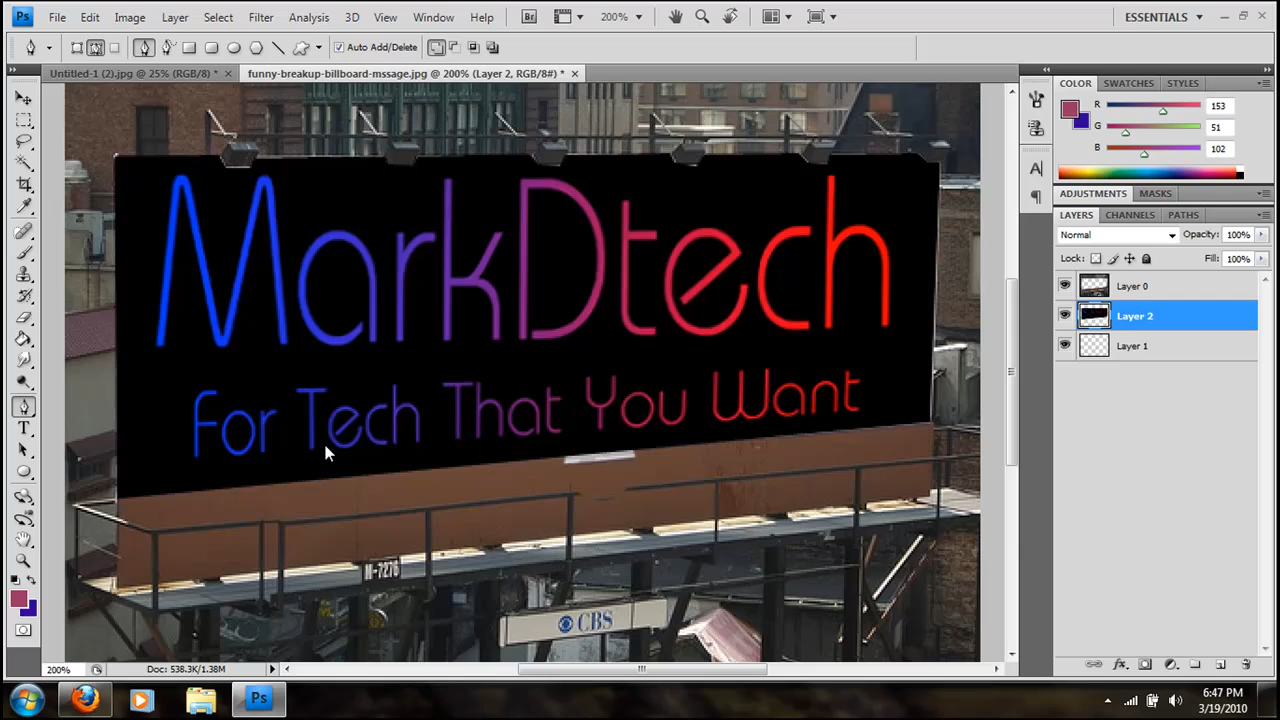 Ps File Edit Image Layer Select Filter Analysis 3D View Window Help Br 200% ESSENTIALS
Auto Add/Delete
Untitled-1 (2).jpg @ 25% (RGB/8) * × funny-breakup-billboard-mssage.jpg @ 200% (Layer 2, RGB/8#) * ×
COLOR SWATCHES STYLES
R 153
G 51
B 102
ADJUSTMENTS MASKS
LAYERS CHANNELS PATHS
Normal Opacity: 100%
Lock: Fill: 100%
Layer 0
Layer 2
Layer 1
MarkDtech
For Tech That You Want
M-7276
CBS
200% Doc: 538.3K/1.38M
Ps
6:47 PM
3/19/2010